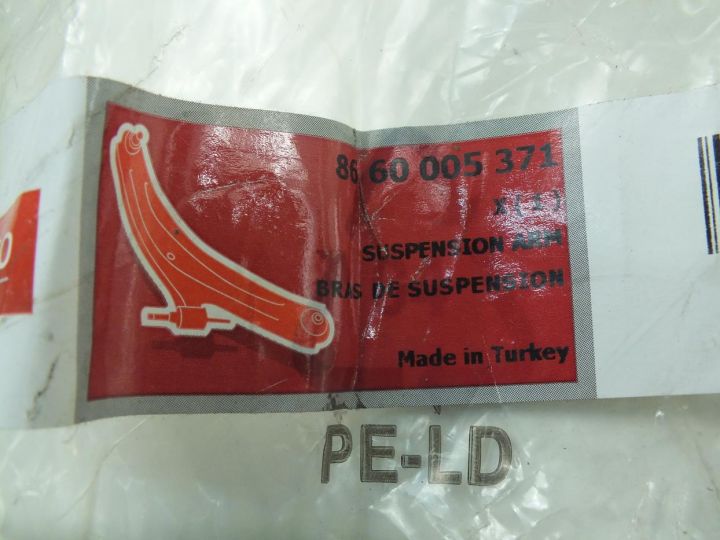 86 60 005 371
x(1)
SUSPENSION ARM
BRAS DE SUSPENSION
Made in Turkey
PE-LD